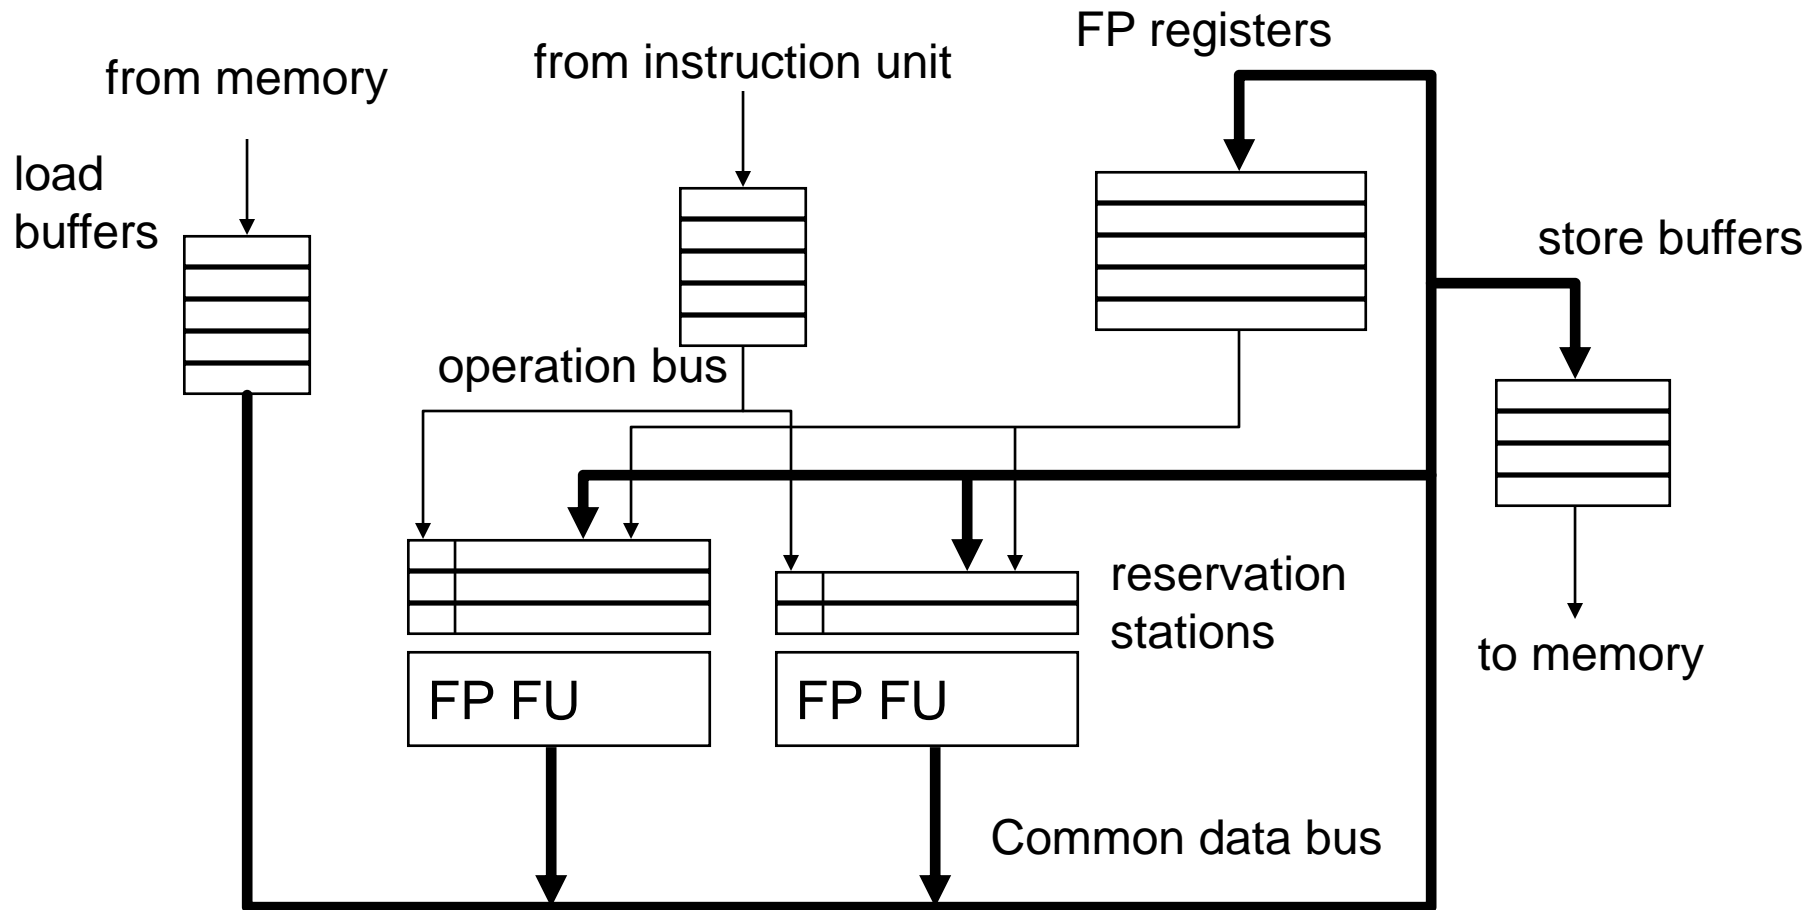 FP registers
from instruction unit
from memory
load
buffers
store buffers
operation bus
reservation
stations
to memory
FP FU
FP FU
Common data bus